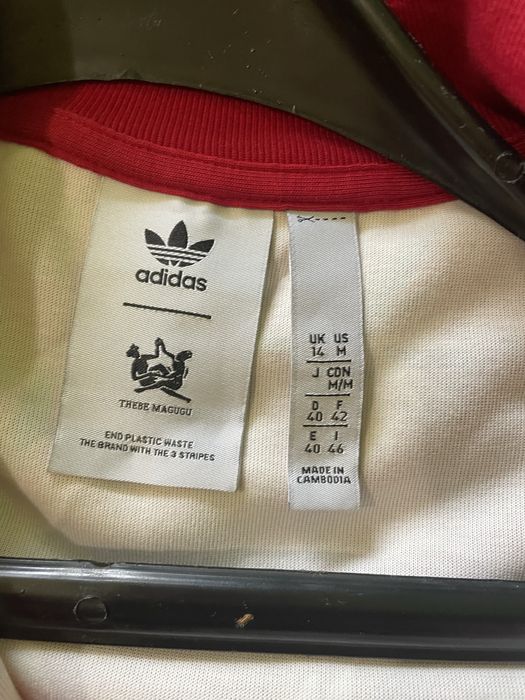 adidas
THEBE MAGUGU
END PLASTIC WASTE
THE BRAND WITH THE 3 STRIPES
UK US
14 M
J CDN
M/M
D F
40 42
E I
40 46
MADE IN
CAMBODIA